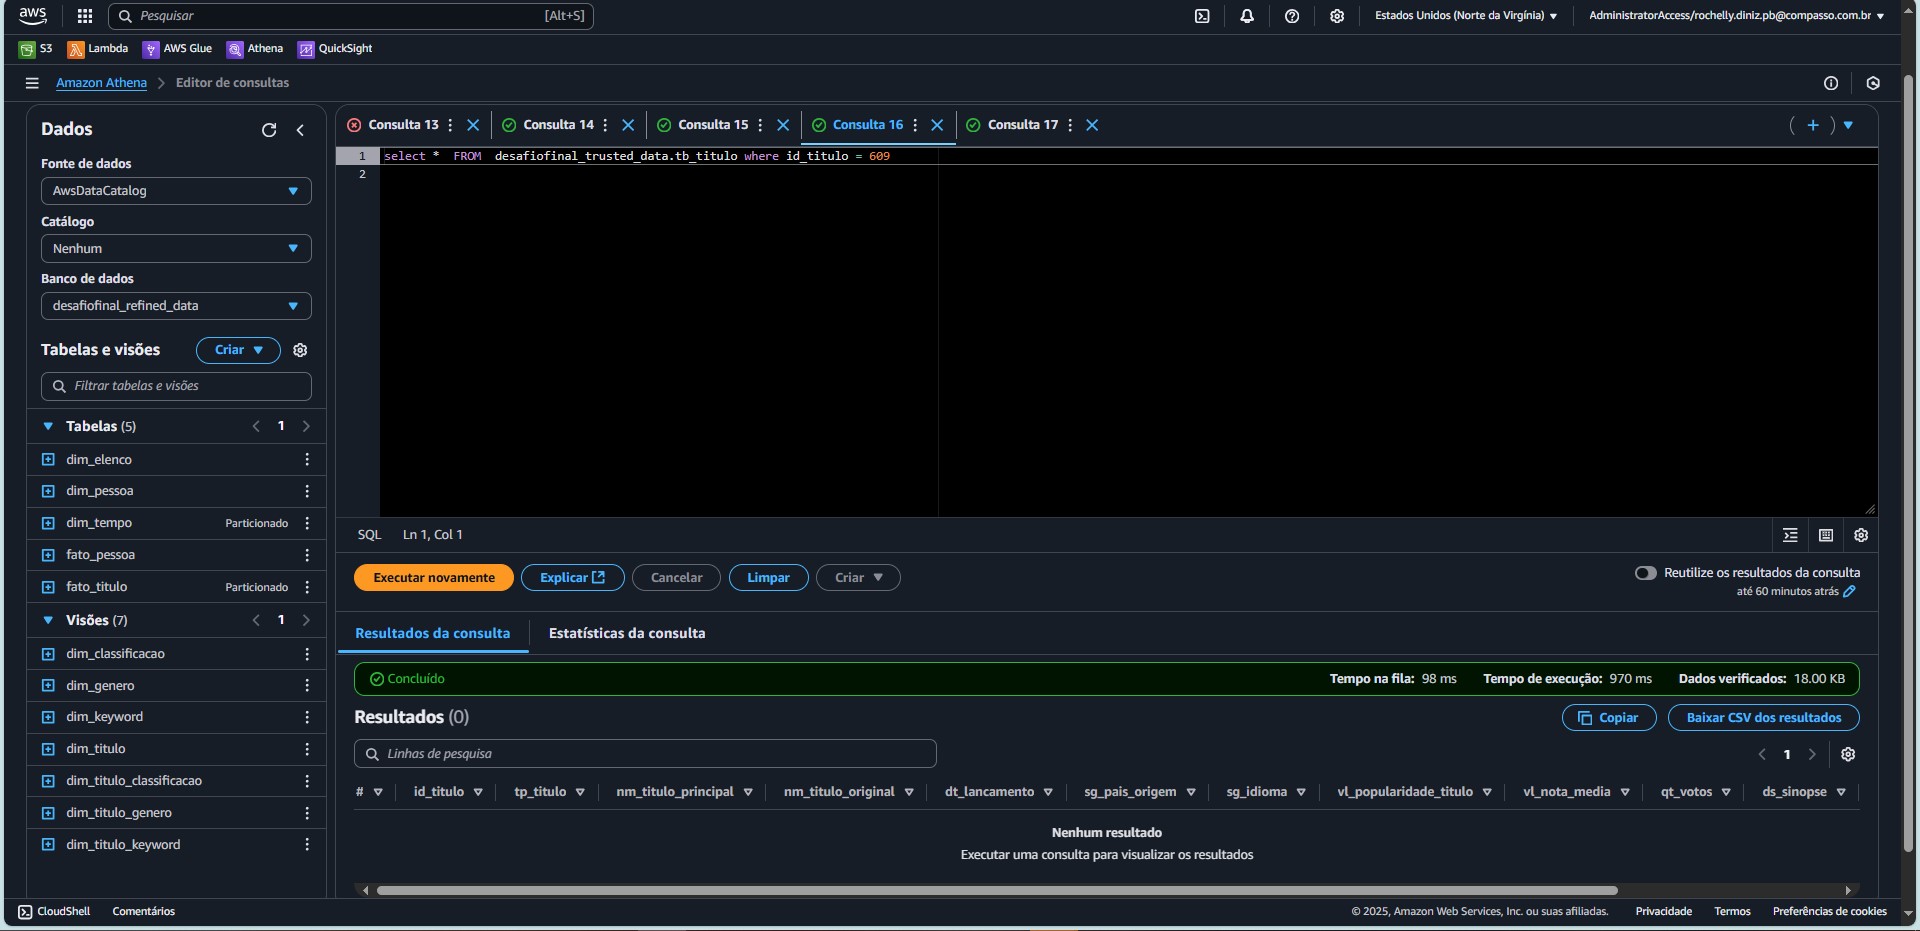 aws
Pesquisar [Alt+S] Estados Unidos (Norte da Virgínia) AdministratorAccess/rochelly.diniz.pb@compasso.com.br
S3 Lambda AWS Glue Athena QuickSight
Amazon Athena > Editor de consultas
Dados
Fonte de dados
AwsDataCatalog
Catálogo
Nenhum
Banco de dados
desafiofinal_refined_data
Tabelas e visões Criar
Filtrar tabelas e visões
Tabelas (5) < 1 >
dim_elenco
dim_pessoa
dim_tempo Particionado
fato_pessoa
fato_titulo Particionado
Visões (7) < 1 >
dim_classificacao
dim_genero
dim_keyword
dim_titulo
dim_titulo_classificacao
dim_titulo_genero
dim_titulo_keyword
Consulta 13 Consulta 14 Consulta 15 Consulta 16 Consulta 17
1 select * FROM desafiofinal_trusted_data.tb_titulo where id_titulo = 609
2
SQL Ln 1, Col 1
Executar novamente Explicar Cancelar Limpar Criar
Reutilize os resultados da consulta
até 60 minutos atrás
Resultados da consulta Estatísticas da consulta
Concluído Tempo na fila: 98 ms Tempo de execução: 970 ms Dados verificados: 18.00 KB
Resultados (0) Copiar Baixar CSV dos resultados
Linhas de pesquisa < 1 >
# id_titulo tp_titulo nm_titulo_principal nm_titulo_original dt_lancamento sg_pais_origem sg_idioma vl_popularidade_titulo vl_nota_media qt_votos ds_sinopse
Nenhum resultado
Executar uma consulta para visualizar os resultados
CloudShell Comentários © 2025, Amazon Web Services, Inc. ou suas afiliadas. Privacidade Termos Preferências de cookies